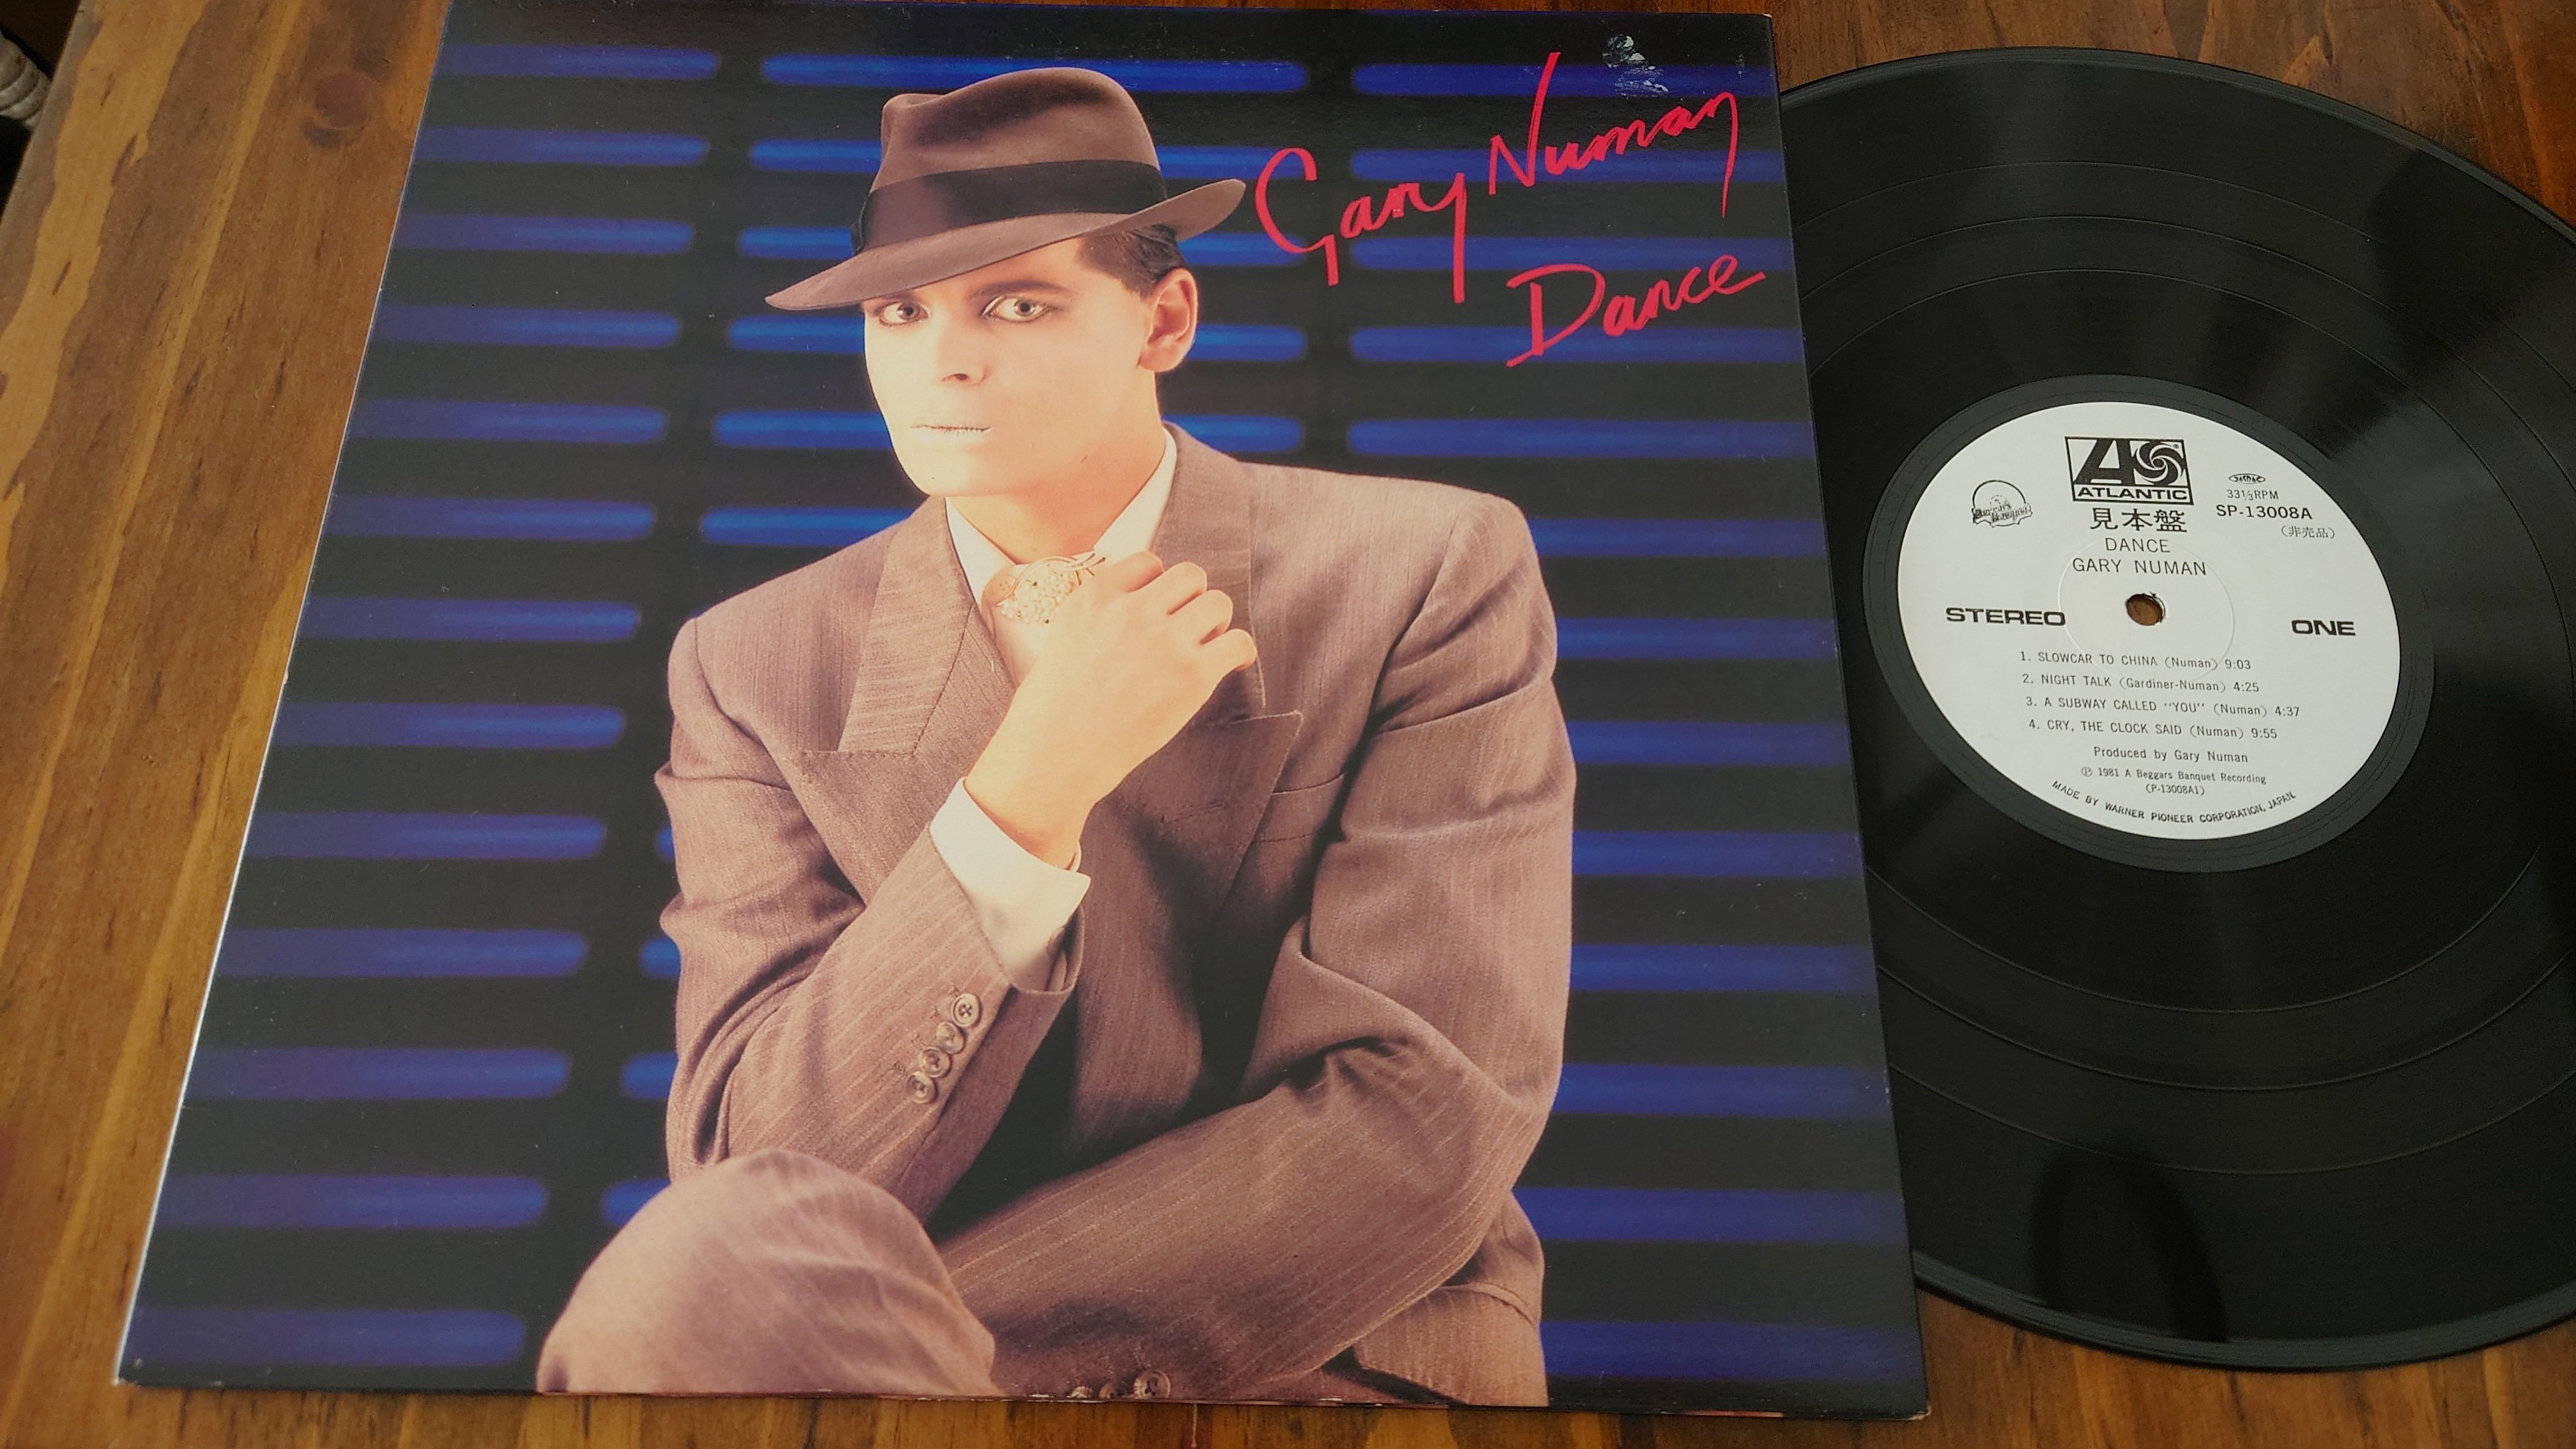 Gary Numan
Dance
ATLANTIC
見本盤
DANCE
GARY NUMAN
33⅓RPM
SP-13008A
(非売品)
STEREO
ONE
1. SLOWCAR TO CHINA (Numan) 9:03
2. NIGHT TALK (Gardiner-Numan) 4:25
3. A SUBWAY CALLED "YOU" (Numan) 4:37
4. CRY, THE CLOCK SAID (Numan) 9:55
Produced by Gary Numan
Ⓟ 1981 A Beggars Banquet Recording
(P-13008A1)
MADE BY WARNER PIONEER CORPORATION, JAPAN.